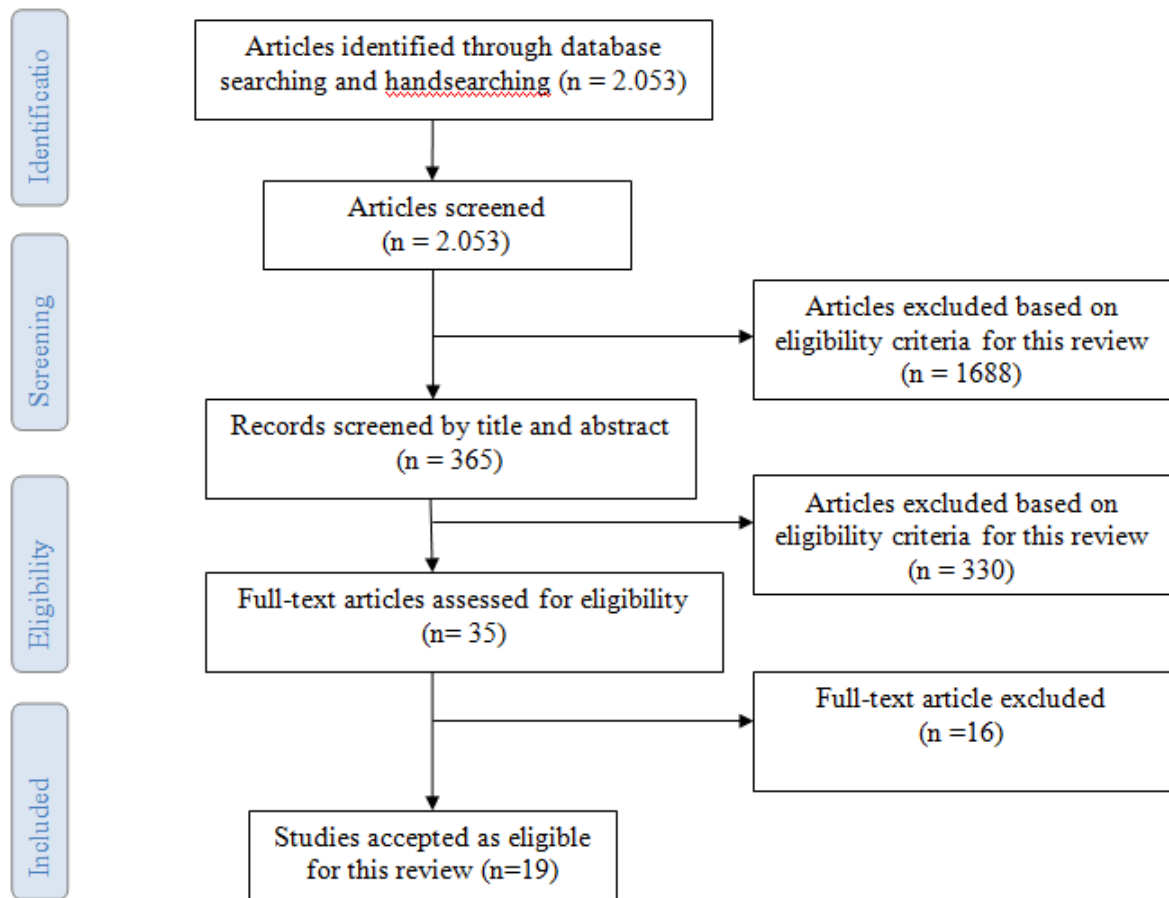 Identificatio
Articles identified through database
searching and handsearching (n = 2.053)
Articles screened
(n = 2.053)
Screening
Articles excluded based on
eligibility criteria for this review
(n = 1688)
Records screened by title and abstract
(n = 365)
Eligibility
Articles excluded based on
eligibility criteria for this review
(n = 330)
Full-text articles assessed for eligibility
(n= 35)
Full-text article excluded
(n =16)
Included
Studies accepted as eligible
for this review (n=19)